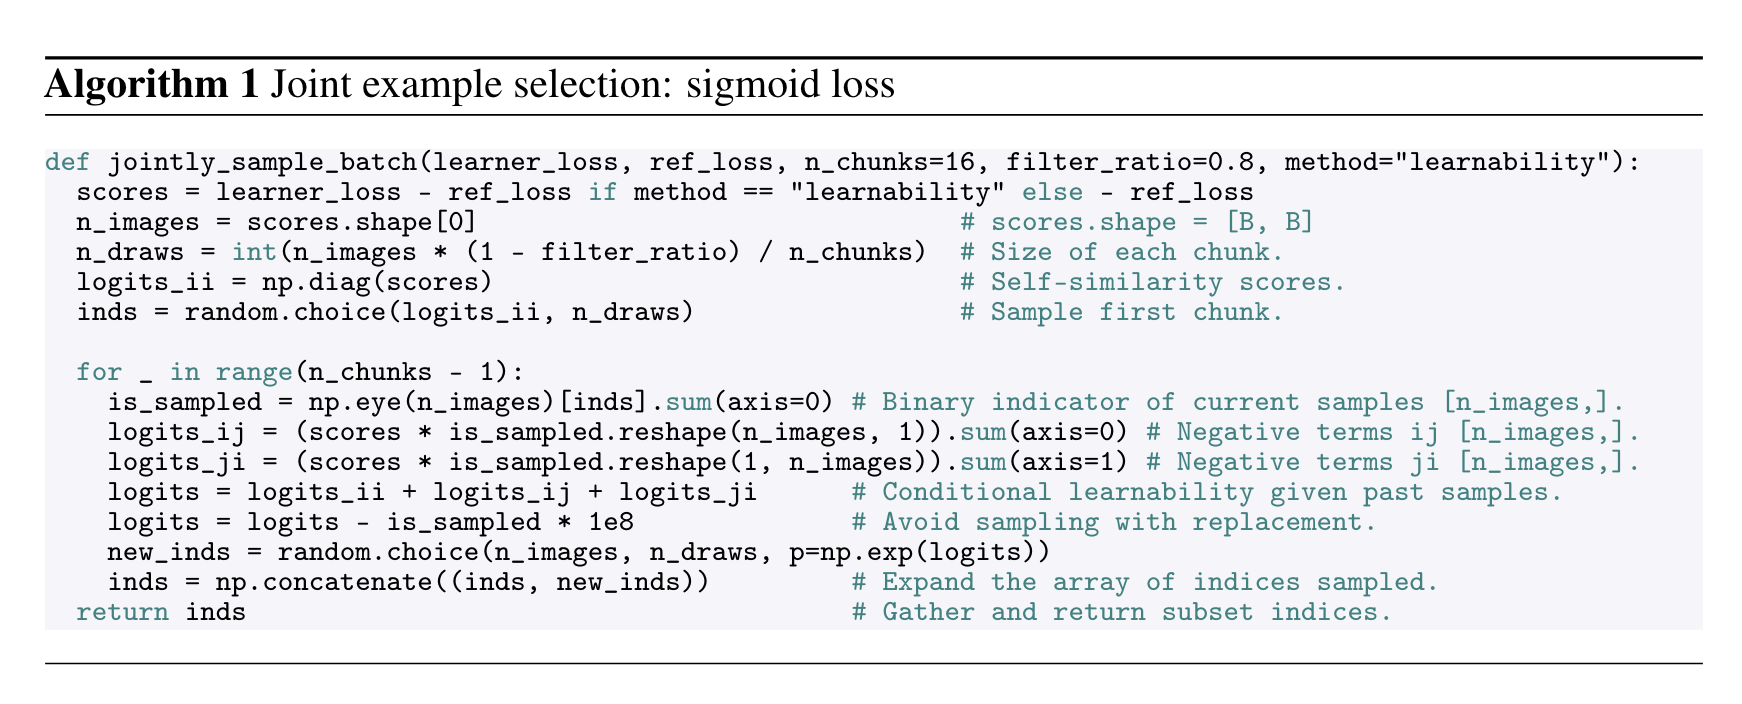 Algorithm 1 Joint example selection: sigmoid loss
def jointly_sample_batch(learner_loss, ref_loss, n_chunks=16, filter_ratio=0.8, method="learnability"):
  scores = learner_loss - ref_loss if method == "learnability" else - ref_loss
  n_images = scores.shape[0]                               # scores.shape = [B, B]
  n_draws = int(n_images * (1 - filter_ratio) / n_chunks)  # Size of each chunk.
  logits_ii = np.diag(scores)                              # Self-similarity scores.
  inds = random.choice(logits_ii, n_draws)                 # Sample first chunk.

  for _ in range(n_chunks - 1):
    is_sampled = np.eye(n_images)[inds].sum(axis=0) # Binary indicator of current samples [n_images,].
    logits_ij = (scores * is_sampled.reshape(n_images, 1)).sum(axis=0) # Negative terms ij [n_images,].
    logits_ji = (scores * is_sampled.reshape(1, n_images)).sum(axis=1) # Negative terms ji [n_images,].
    logits = logits_ii + logits_ij + logits_ji      # Conditional learnability given past samples.
    logits = logits - is_sampled * 1e8              # Avoid sampling with replacement.
    new_inds = random.choice(n_images, n_draws, p=np.exp(logits))
    inds = np.concatenate((inds, new_inds))         # Expand the array of indices sampled.
  return inds                                       # Gather and return subset indices.